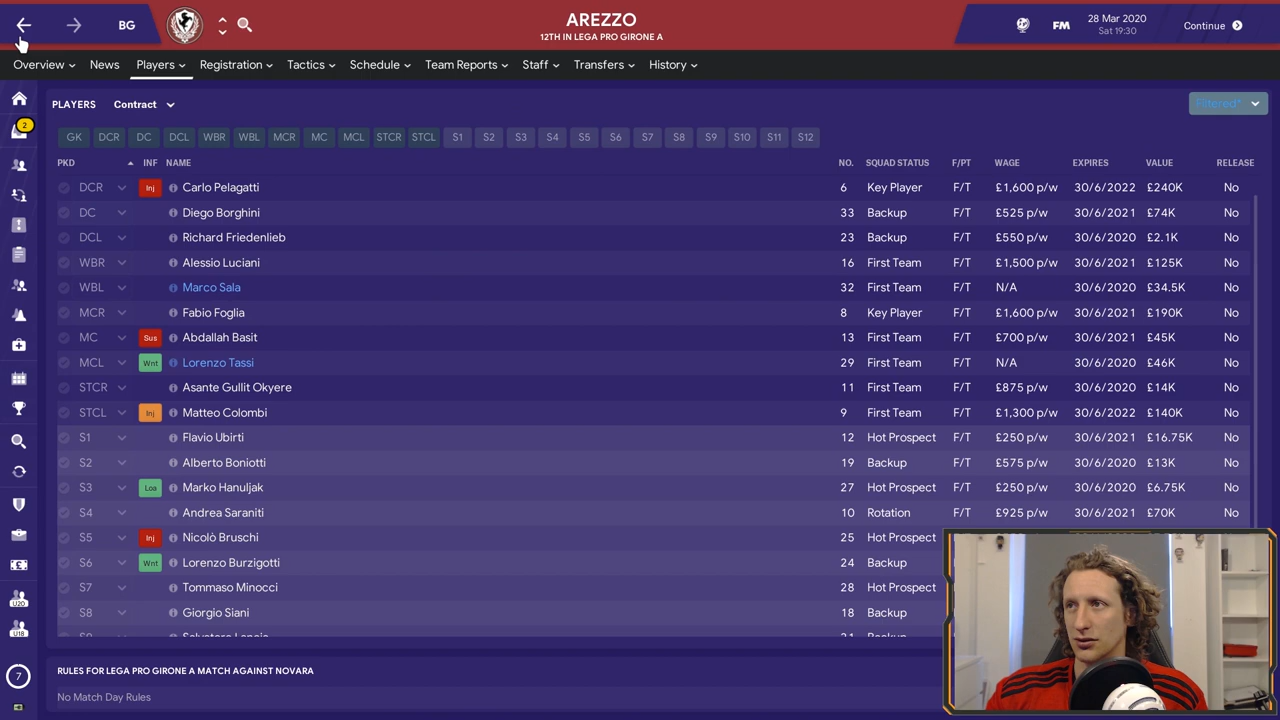 BG
AREZZO
12TH IN LEGA PRO GIRONE A
FM
28 Mar 2020
Sat 19:30
Continue
Overview News Players Registration Tactics Schedule Team Reports Staff Transfers History
2
PLAYERS Contract Filtered*
GK DCR DC DCL WBR WBL MCR MC MCL STCR STCL S1 S2 S3 S4 S5 S6 S7 S8 S9 S10 S11 S12
PKD INF NAME NO. SQUAD STATUS F/PT WAGE EXPIRES VALUE RELEASE
DCR Inj Carlo Pelagatti 6 Key Player F/T £1,600 p/w 30/6/2022 £240K No
DC Diego Borghini 33 Backup F/T £525 p/w 30/6/2021 £74K No
DCL Richard Friedenlieb 23 Backup F/T £550 p/w 30/6/2020 £2.1K No
WBR Alessio Luciani 16 First Team F/T £1,500 p/w 30/6/2021 £125K No
WBL Marco Sala 32 First Team F/T N/A 30/6/2020 £34.5K No
MCR Fabio Foglia 8 Key Player F/T £1,600 p/w 30/6/2021 £190K No
MC Sus Abdallah Basit 13 First Team F/T £700 p/w 30/6/2021 £45K No
MCL Wnt Lorenzo Tassi 29 First Team F/T N/A 30/6/2020 £46K No
STCR Asante Gullit Okyere 11 First Team F/T £875 p/w 30/6/2020 £14K No
STCL Inj Matteo Colombi 9 First Team F/T £1,300 p/w 30/6/2022 £140K No
S1 Flavio Ubirti 12 Hot Prospect F/T £250 p/w 30/6/2021 £16.75K No
S2 Alberto Boniotti 19 Backup F/T £575 p/w 30/6/2020 £13K No
S3 Loa Marko Hanuljak 27 Hot Prospect F/T £250 p/w 30/6/2020 £6.75K No
S4 Andrea Saraniti 10 Rotation F/T £925 p/w 30/6/2021 £70K No
S5 Inj Nicolò Bruschi 25 Hot Prospect
S6 Wnt Lorenzo Burzigotti 24 Backup
S7 Tommaso Minocci 28 Hot Prospect
S8 Giorgio Siani 18 Backup
U20
U18
7
RULES FOR LEGA PRO GIRONE A MATCH AGAINST NOVARA
No Match Day Rules